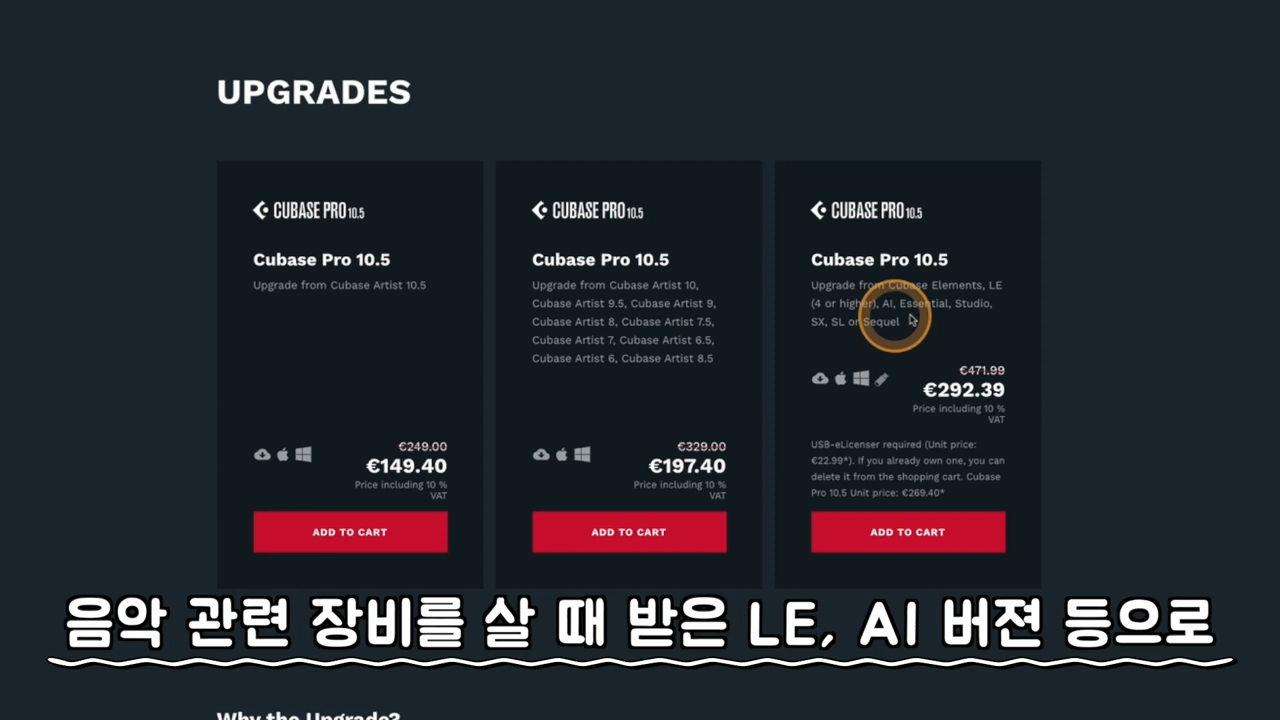 UPGRADES
CUBASE PRO 10.5
Cubase Pro 10.5
Upgrade from Cubase Artist 10.5
€249.00
€149.40
Price including 10 %
VAT
ADD TO CART
CUBASE PRO 10.5
Cubase Pro 10.5
Upgrade from Cubase Artist 10,
Cubase Artist 9.5, Cubase Artist 9,
Cubase Artist 8, Cubase Artist 7.5,
Cubase Artist 7, Cubase Artist 6.5,
Cubase Artist 6, Cubase Artist 8.5
€329.00
€197.40
Price including 10 %
VAT
ADD TO CART
CUBASE PRO 10.5
Cubase Pro 10.5
Upgrade from Cubase Elements, LE
(4 or higher), AI, Essential, Studio,
SX, SL or Sequel
€471.99
€292.39
Price including 10 %
VAT
USB-eLicenser required (Unit price:
€22.99*). If you already own one, you can
delete it from the shopping cart. Cubase
Pro 10.5 Unit price: €269.40*
ADD TO CART
음악 관련 장비를 살 때 받은 LE, AI 버젼 등으로
Why the Upgrade?